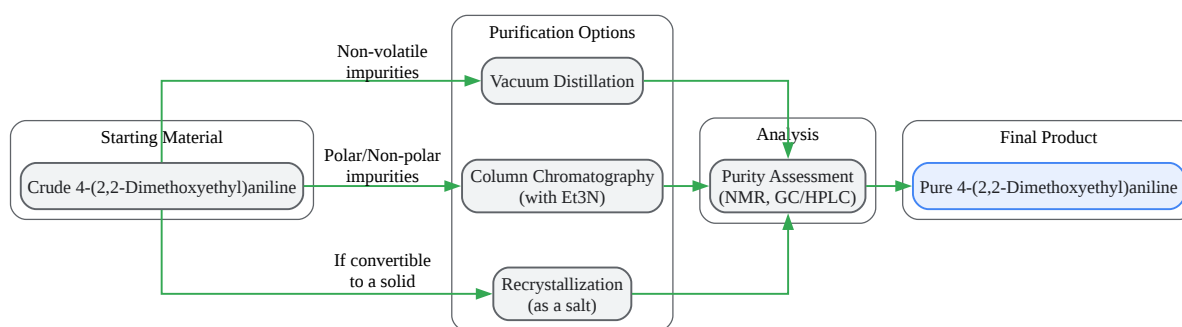 Purification Options
Non-volatile
impurities
Vacuum Distillation
Starting Material
Crude 4-(2,2-Dimethoxyethyl)aniline
Polar/Non-polar
impurities
Column Chromatography
(with Et3N)
Analysis
Purity Assessment
(NMR, GC/HPLC)
Final Product
Pure 4-(2,2-Dimethoxyethyl)aniline
If convertible
to a solid
Recrystallization
(as a salt)